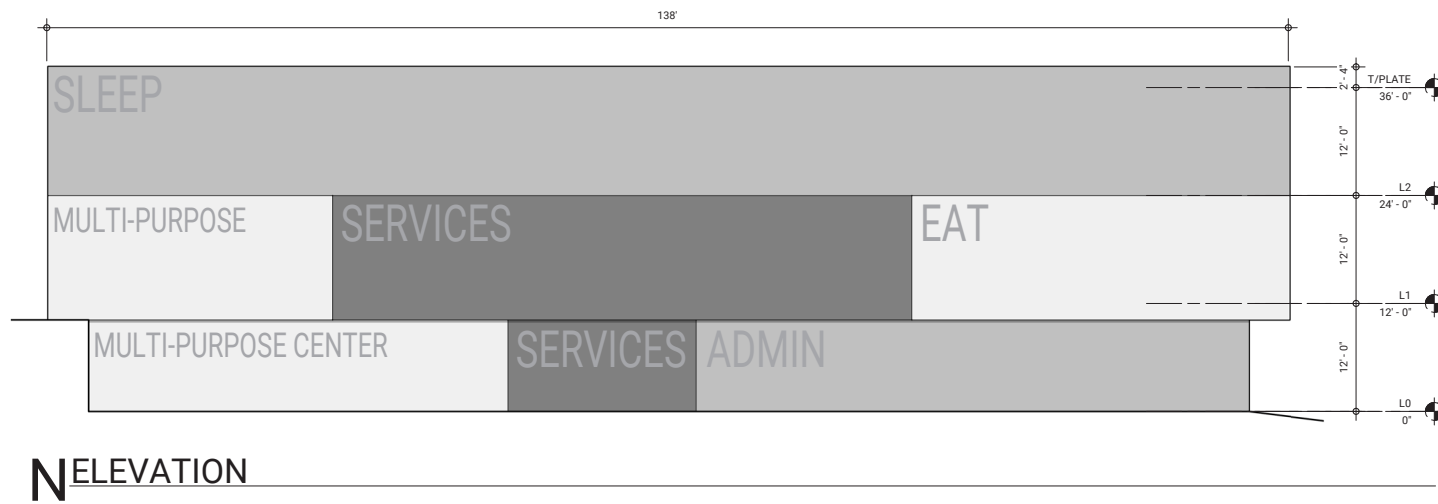 138'
SLEEP
2' - 4"
T/PLATE
36' - 0"
12' - 0"
L2
24' - 0"
MULTI-PURPOSE
SERVICES
EAT
12' - 0"
L1
12' - 0"
MULTI-PURPOSE CENTER
SERVICES
ADMIN
12' - 0"
L0
0"
N ELEVATION